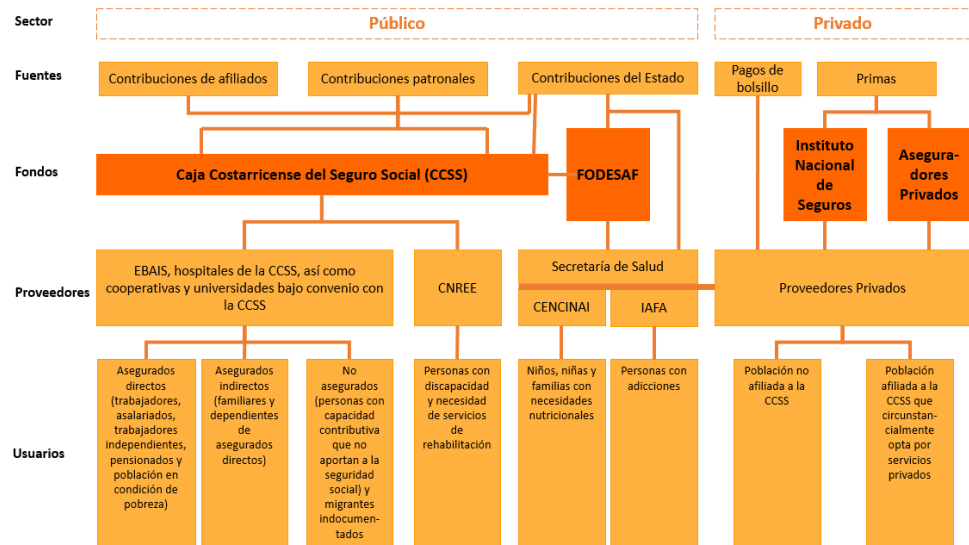 Sector
Público
Privado
Fuentes
Contribuciones de afiliados
Contribuciones patronales
Contribuciones del Estado
Pagos de
bolsillo
Primas
Fondos
Caja Costarricense del Seguro Social (CCSS)
FODESAF
Instituto
Nacional
de
Seguros
Asegura-
dores
Privados
Proveedores
EBAIS, hospitales de la CCSS, así como
cooperativas y universidades bajo convenio con
la CCSS
CNREE
Secretaría de Salud
CENCINAI
IAFA
Proveedores Privados
Usuarios
Asegurados
directos
(trabajadores,
asalariados,
trabajadores
independientes,
pensionados y
población en
condición de
pobreza)
Asegurados
indirectos
(familiares y
dependientes
de
asegurados
directos)
No
asegurados
(personas con
capacidad
contributiva
que no
aportan a la
seguridad
social) y
migrantes
indocumen-
tados
Personas con
discapacidad
y necesidad
de servicios
de
rehabilitación
Niños, niñas y
familias con
necesidades
nutricionales
Personas con
adicciones
Población no
afiliada a la
CCSS
Población
afiliada a la
CCSS que
circunstan-
cialmente
opta por
servicios
privados